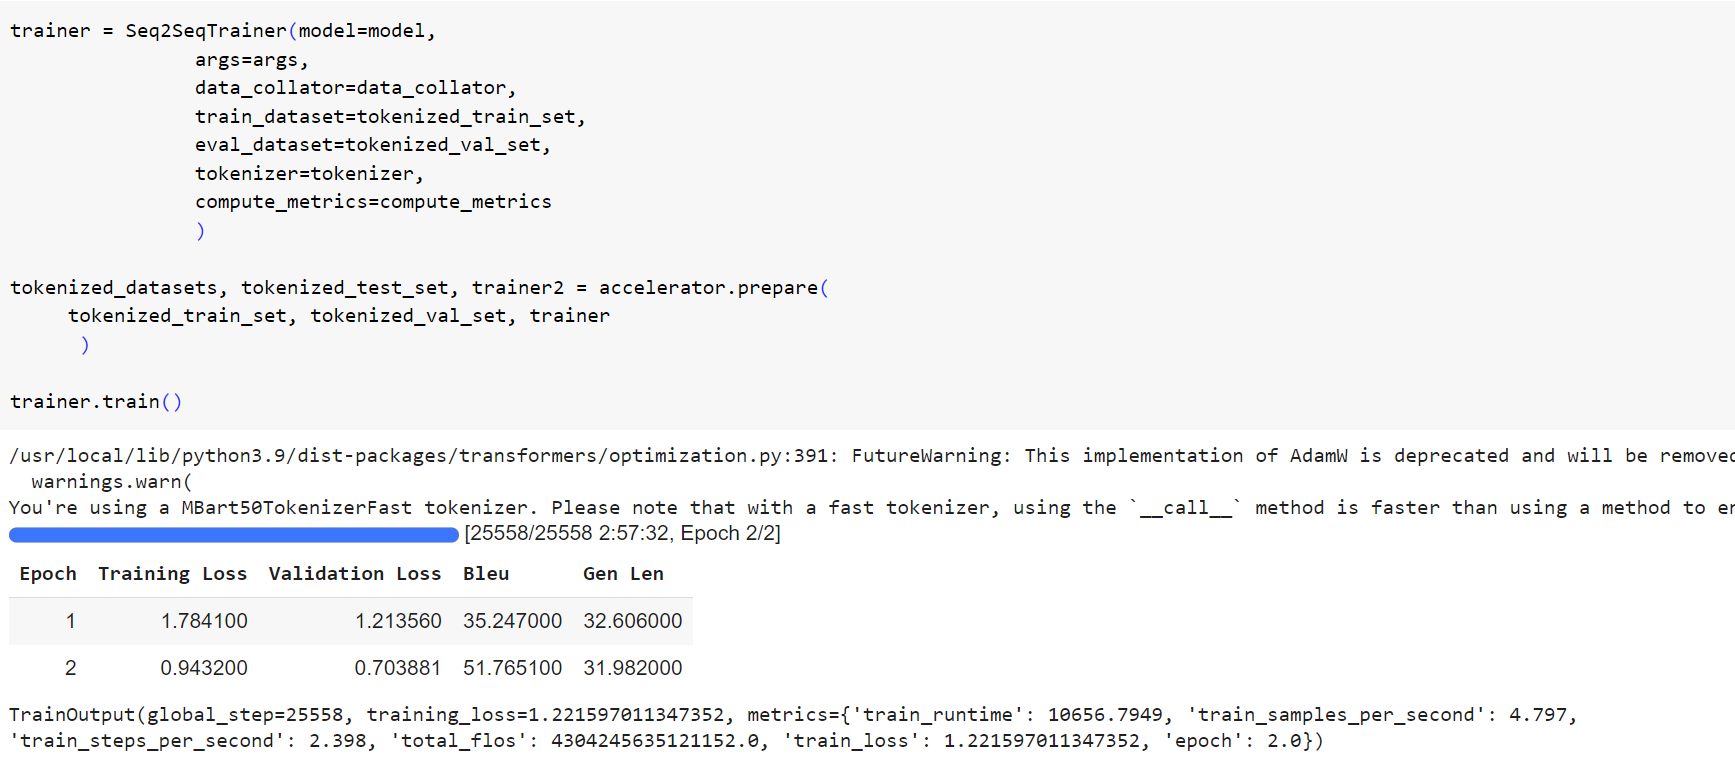 trainer = Seq2SeqTrainer(model=model,
args=args,
data_collator=data_collator,
train_dataset=tokenized_train_set,
eval_dataset=tokenized_val_set,
tokenizer=tokenizer,
compute_metrics=compute_metrics
)
tokenized_datasets, tokenized_test_set, trainer2 = accelerator.prepare(
tokenized_train_set, tokenized_val_set, trainer
)
trainer.train()
/usr/local/lib/python3.9/dist-packages/transformers/optimization.py:391: FutureWarning: This implementation of AdamW is deprecated and will be removed
warnings.warn(
You're using a MBart50TokenizerFast tokenizer. Please note that with a fast tokenizer, using the `__call__` method is faster than using a method to en
[25558/25558 2:57:32, Epoch 2/2]
Epoch Training Loss Validation Loss Bleu Gen Len
1 1.784100 1.213560 35.247000 32.606000
2 0.943200 0.703881 51.765100 31.982000
TrainOutput(global_step=25558, training_loss=1.221597011347352, metrics={'train_runtime': 10656.7949, 'train_samples_per_second': 4.797,
'train_steps_per_second': 2.398, 'total_flos': 4304245635121152.0, 'train_loss': 1.221597011347352, 'epoch': 2.0})